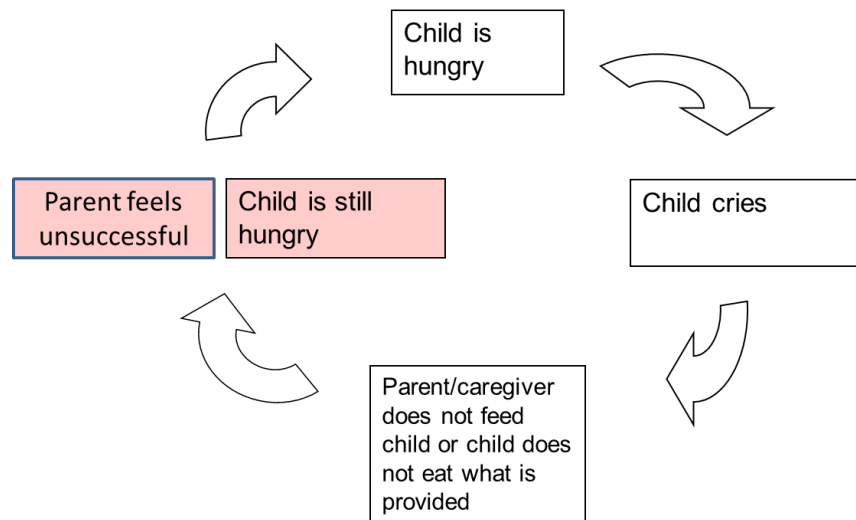 Child is
hungry
Child cries
Parent/caregiver
does not feed
child or child does
not eat what is
provided
Parent feels
unsuccessful
Child is still
hungry